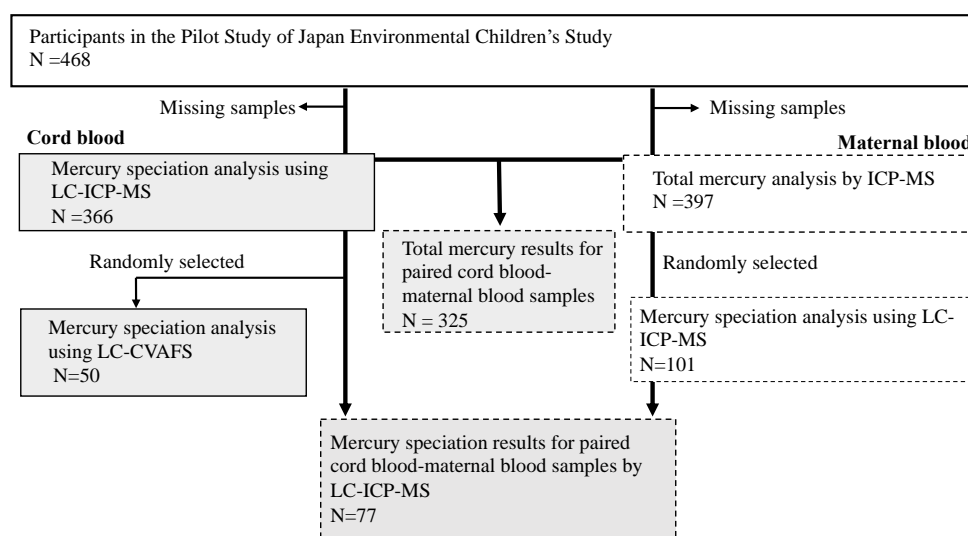 Participants in the Pilot Study of Japan Environmental Children's Study
N =468
Missing samples
Missing samples
Cord blood
Maternal blood
Mercury speciation analysis using
LC-ICP-MS
N =366
Total mercury analysis by ICP-MS
N =397
Total mercury results for
paired cord blood-
maternal blood samples
N = 325
Randomly selected
Randomly selected
Mercury speciation analysis
using LC-CVAFS
N=50
Mercury speciation analysis using LC-
ICP-MS
N=101
Mercury speciation results for paired
cord blood-maternal blood samples by
LC-ICP-MS
N=77